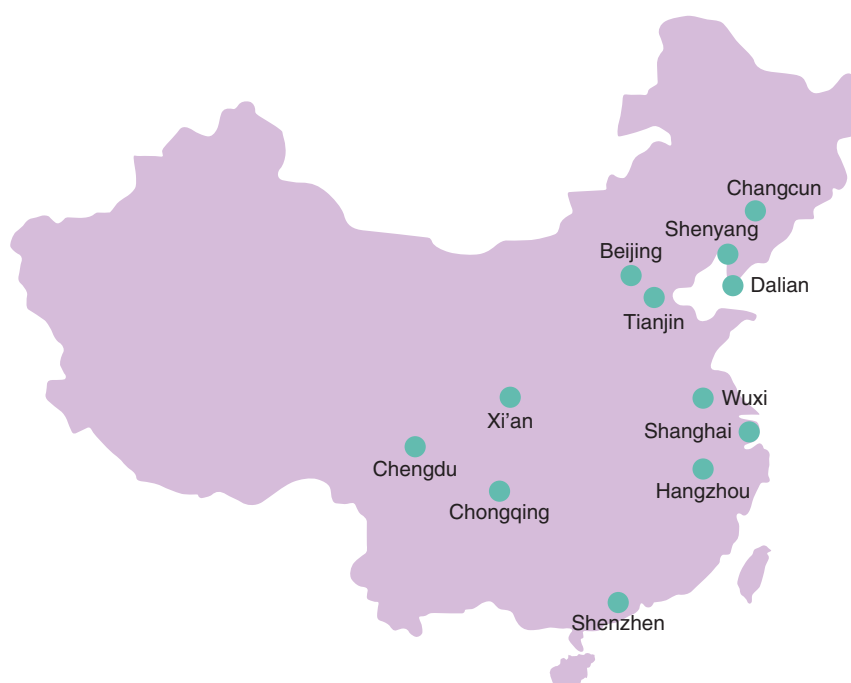 Changcun
Shenyang
Beijing
Dalian
Tianjin
Wuxi
Xi'an
Shanghai
Chengdu
Hangzhou
Chongqing
Shenzhen